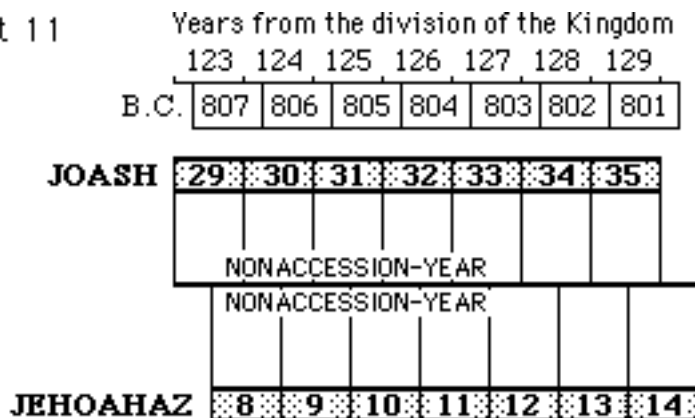 t 11
Years from the division of the Kingdom
123 124 125 126 127 128 129
B.C. 807 806 805 804 803 802 801
JOASH 29 30 31 32 33 34 35
NONACCESSION-YEAR
NONACCESSION-YEAR
JEHOAHAZ 8 9 10 11 12 13 14